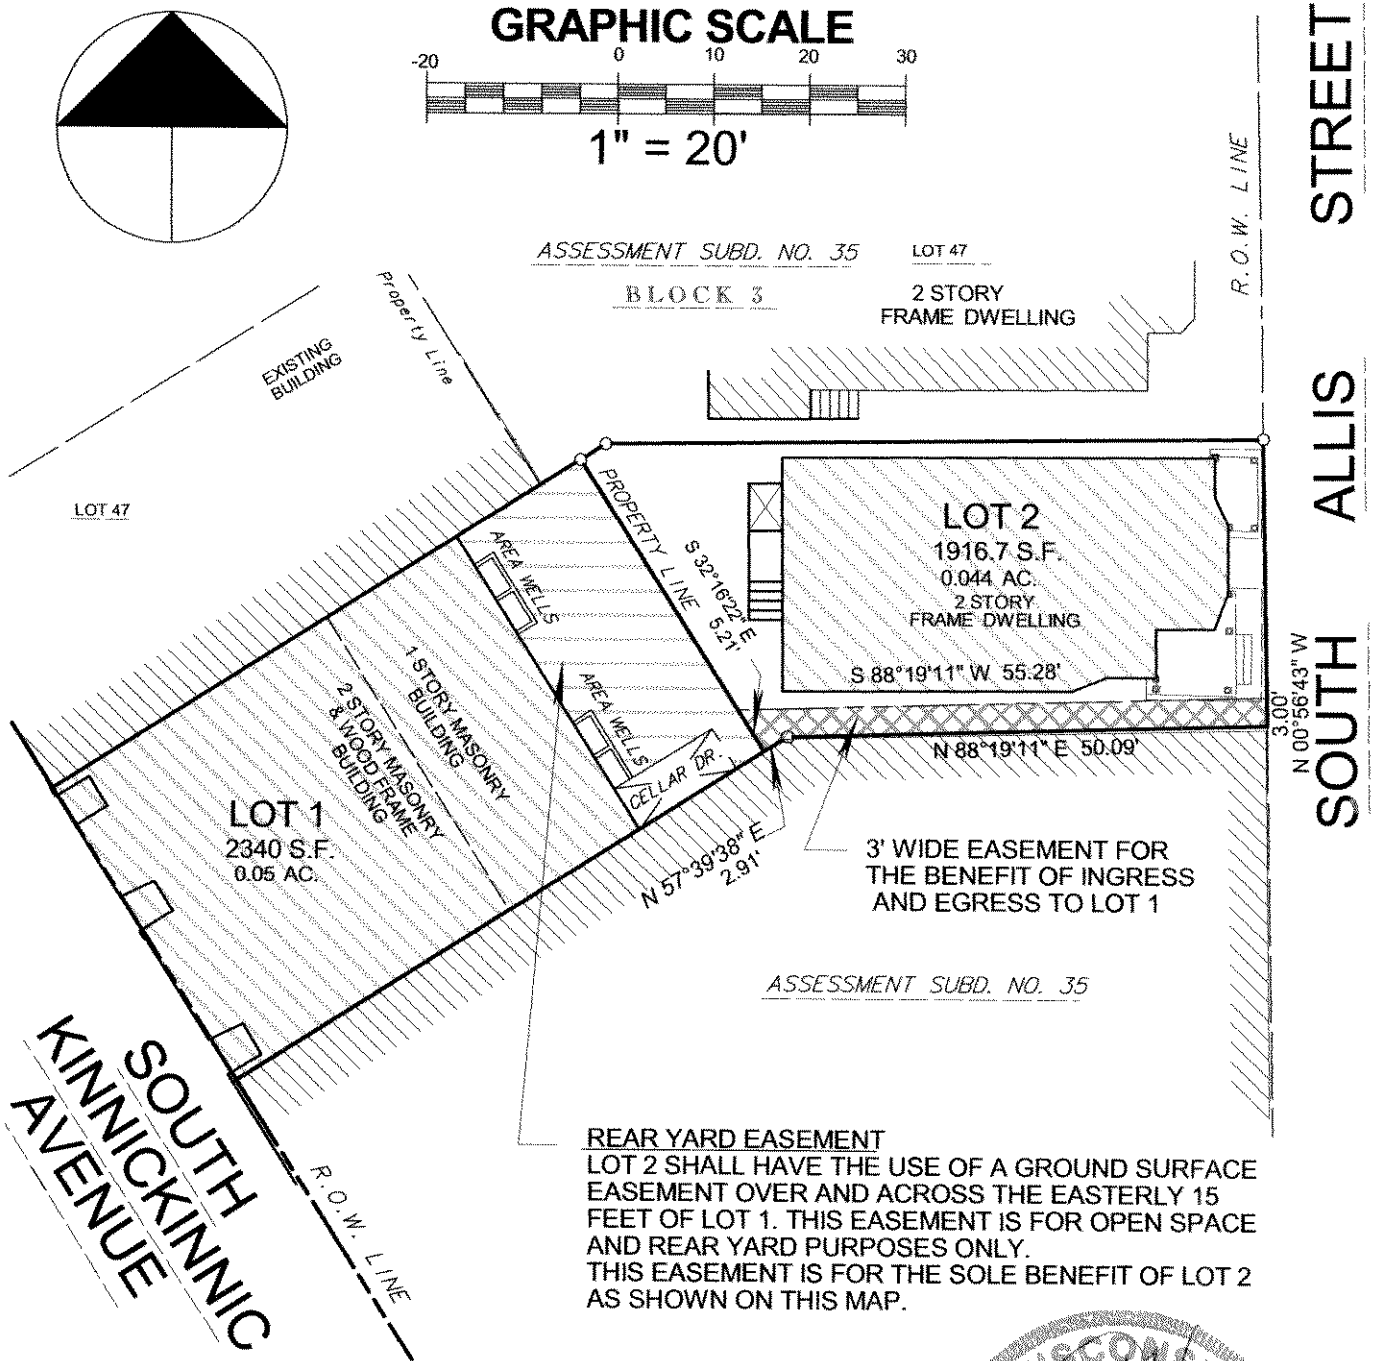 GRAPHIC SCALE
-20 0 10 20 30
1" = 20'
STREET
R.O.W. LINE
ASSESSMENT SUBD. NO. 35
LOT 47
BLOCK 3
2 STORY
FRAME DWELLING
Property Line
EXISTING
BUILDING
ALLIS
LOT 47
PROPERTY LINE
S 32°16'22" E
5.21'
AREA WELLS
LOT 2
1916.7 S.F.
0.044 AC.
2 STORY
FRAME DWELLING
S 88°19'11" W 55.28'
3.00'
N 00°56'43" W
SOUTH
N 88°19'11" E 50.09'
1 STORY MASONRY
BUILDING
2 STORY MASONRY
& WOOD FRAME
BUILDING
AREA WELLS
CELLAR DR.
LOT 1
2340 S.F.
0.05 AC.
N 57°39'38" E
2.91'
3' WIDE EASEMENT FOR
THE BENEFIT OF INGRESS
AND EGRESS TO LOT 1
ASSESSMENT SUBD. NO. 35
SOUTH
KINNICKINNIC
AVENUE
R.O.W. LINE
REAR YARD EASEMENT
LOT 2 SHALL HAVE THE USE OF A GROUND SURFACE
EASEMENT OVER AND ACROSS THE EASTERLY 15
FEET OF LOT 1. THIS EASEMENT IS FOR OPEN SPACE
AND REAR YARD PURPOSES ONLY.
THIS EASEMENT IS FOR THE SOLE BENEFIT OF LOT 2
AS SHOWN ON THIS MAP.